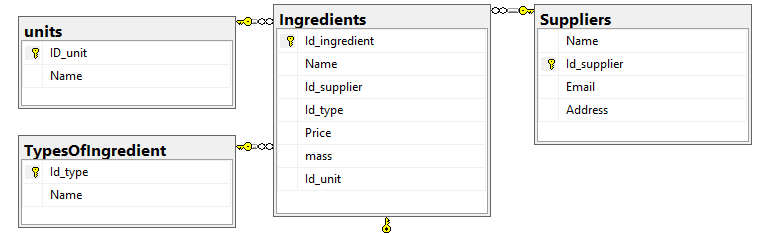 units
ID_unit
Name
TypesOfIngredient
Id_type
Name
Ingredients
Id_ingredient
Name
Id_supplier
Id_type
Price
mass
Id_unit
Suppliers
Name
Id_supplier
Email
Address